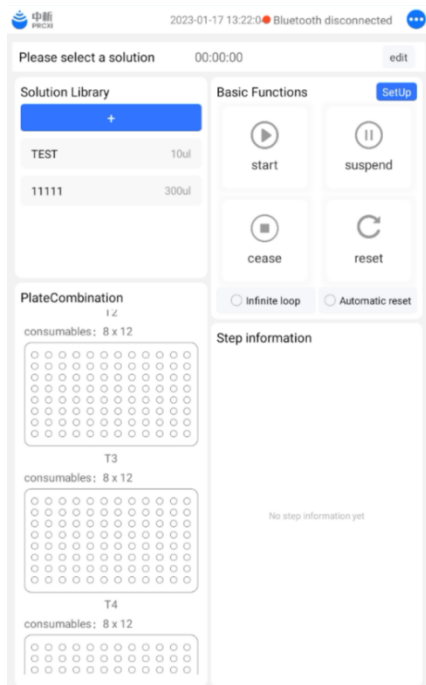 中新
PRCXI
2023-01-17 13:22:04 Bluetooth disconnected
Please select a solution 00:00:00 edit
Solution Library
+
TEST 10ul
11111 300ul
Basic Functions SetUp
start suspend
cease reset
Infinite loop Automatic reset
PlateCombination
T2
consumables: 8 x 12
T3
consumables: 8 x 12
T4
consumables: 8 x 12
Step information
No step information yet